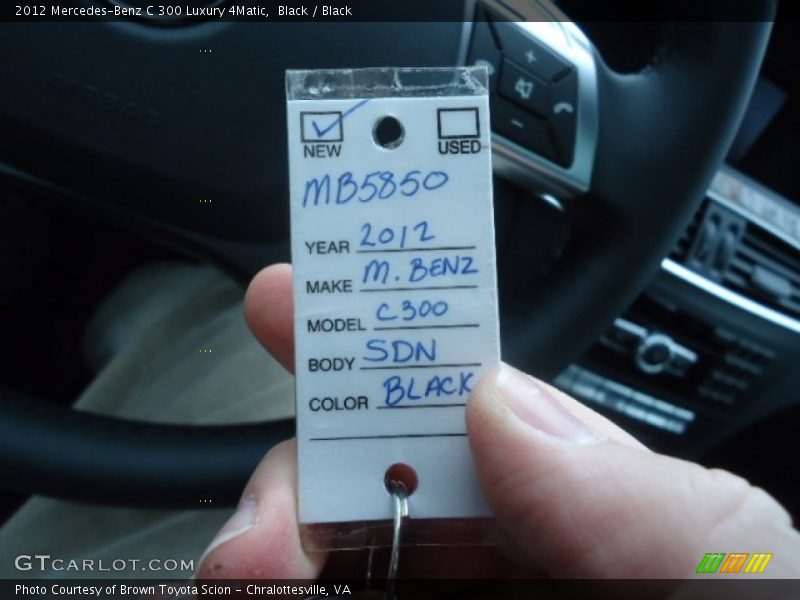 2012 Mercedes-Benz C 300 Luxury 4Matic,  Black / Black
NEW USED
MB5850
YEAR 2012
MAKE M. BENZ
MODEL C300
BODY SDN
COLOR BLACK
GTCARLOT.COM
Photo Courtesy of Brown Toyota Scion - Chralottesville, VA